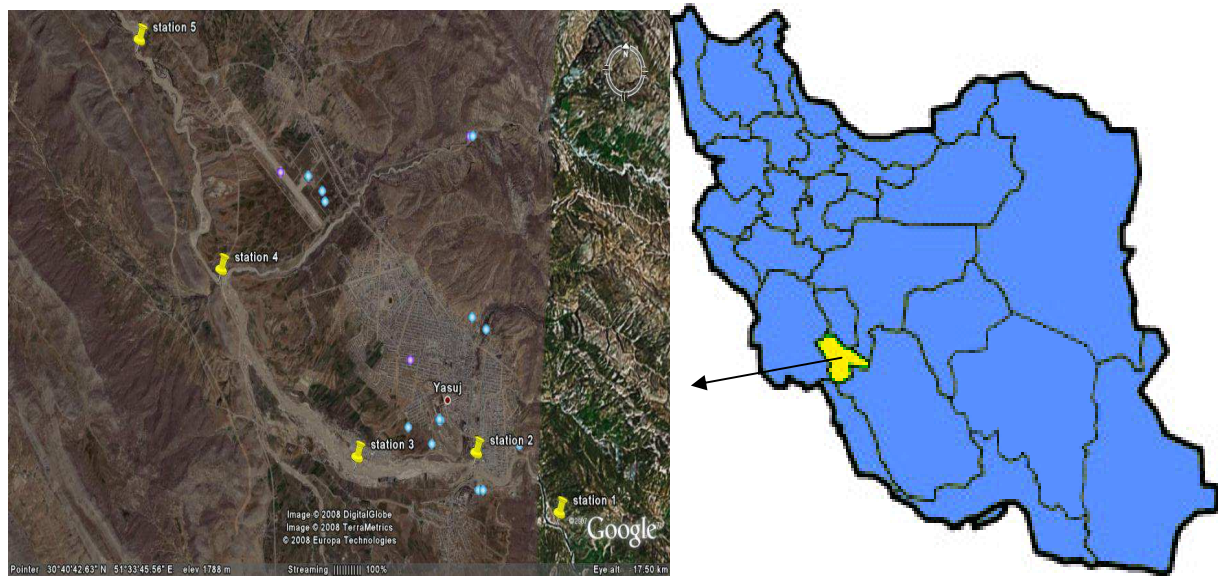 station 5
N
station 4
Yasuj
station 3
station 2
station 1
Image © 2008 DigitalGlobe
Image © 2008 TerraMetrics
© 2008 Europa Technologies
Google
Pointer 30°40'42.63" N 51°33'45.56" E elev 1788 m Streaming |||||||||| 100% Eye alt 17.50 km